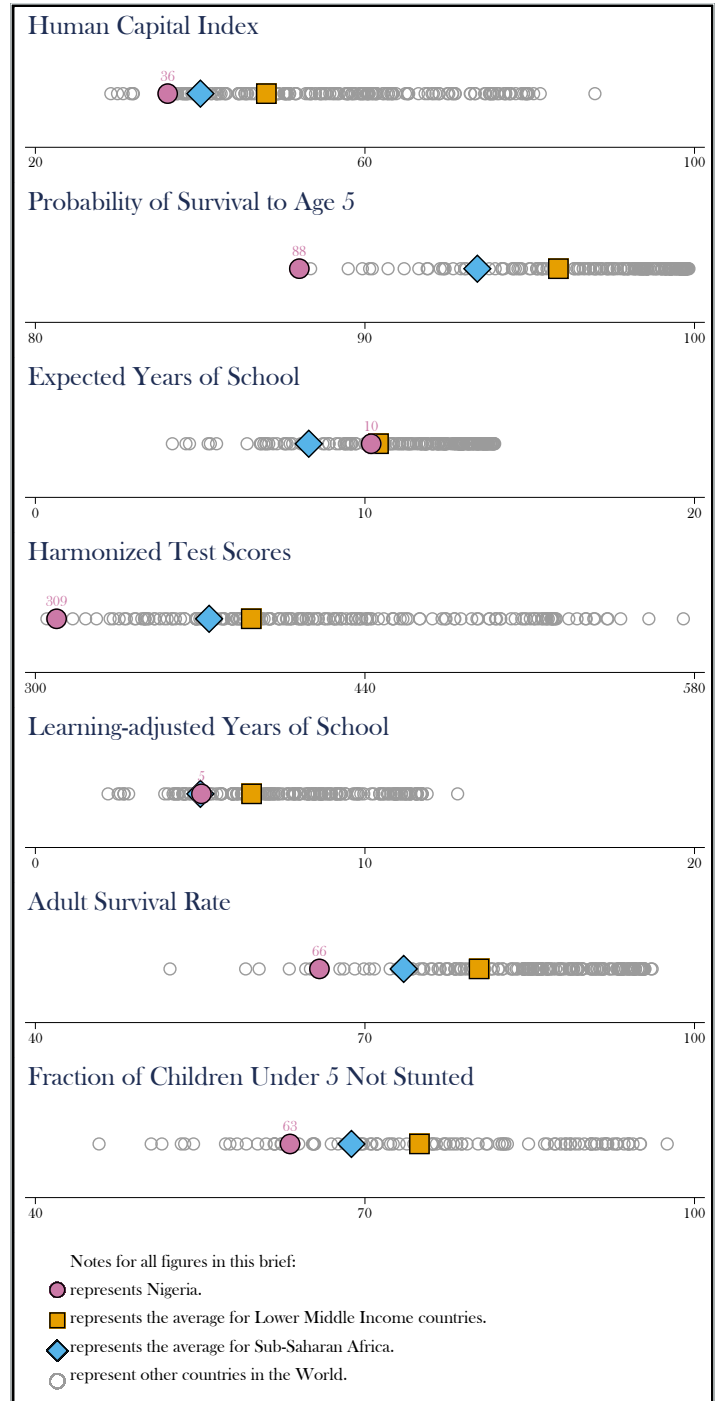 Human Capital Index
36
20 60 100
Probability of Survival to Age 5
88
80 90 100
Expected Years of School
10
0 10 20
Harmonized Test Scores
309
300 440 580
Learning-adjusted Years of School
5
0 10 20
Adult Survival Rate
66
40 70 100
Fraction of Children Under 5 Not Stunted
63
40 70 100
Notes for all figures in this brief:
represents Nigeria.
represents the average for Lower Middle Income countries.
represents the average for Sub-Saharan Africa.
represent other countries in the World.